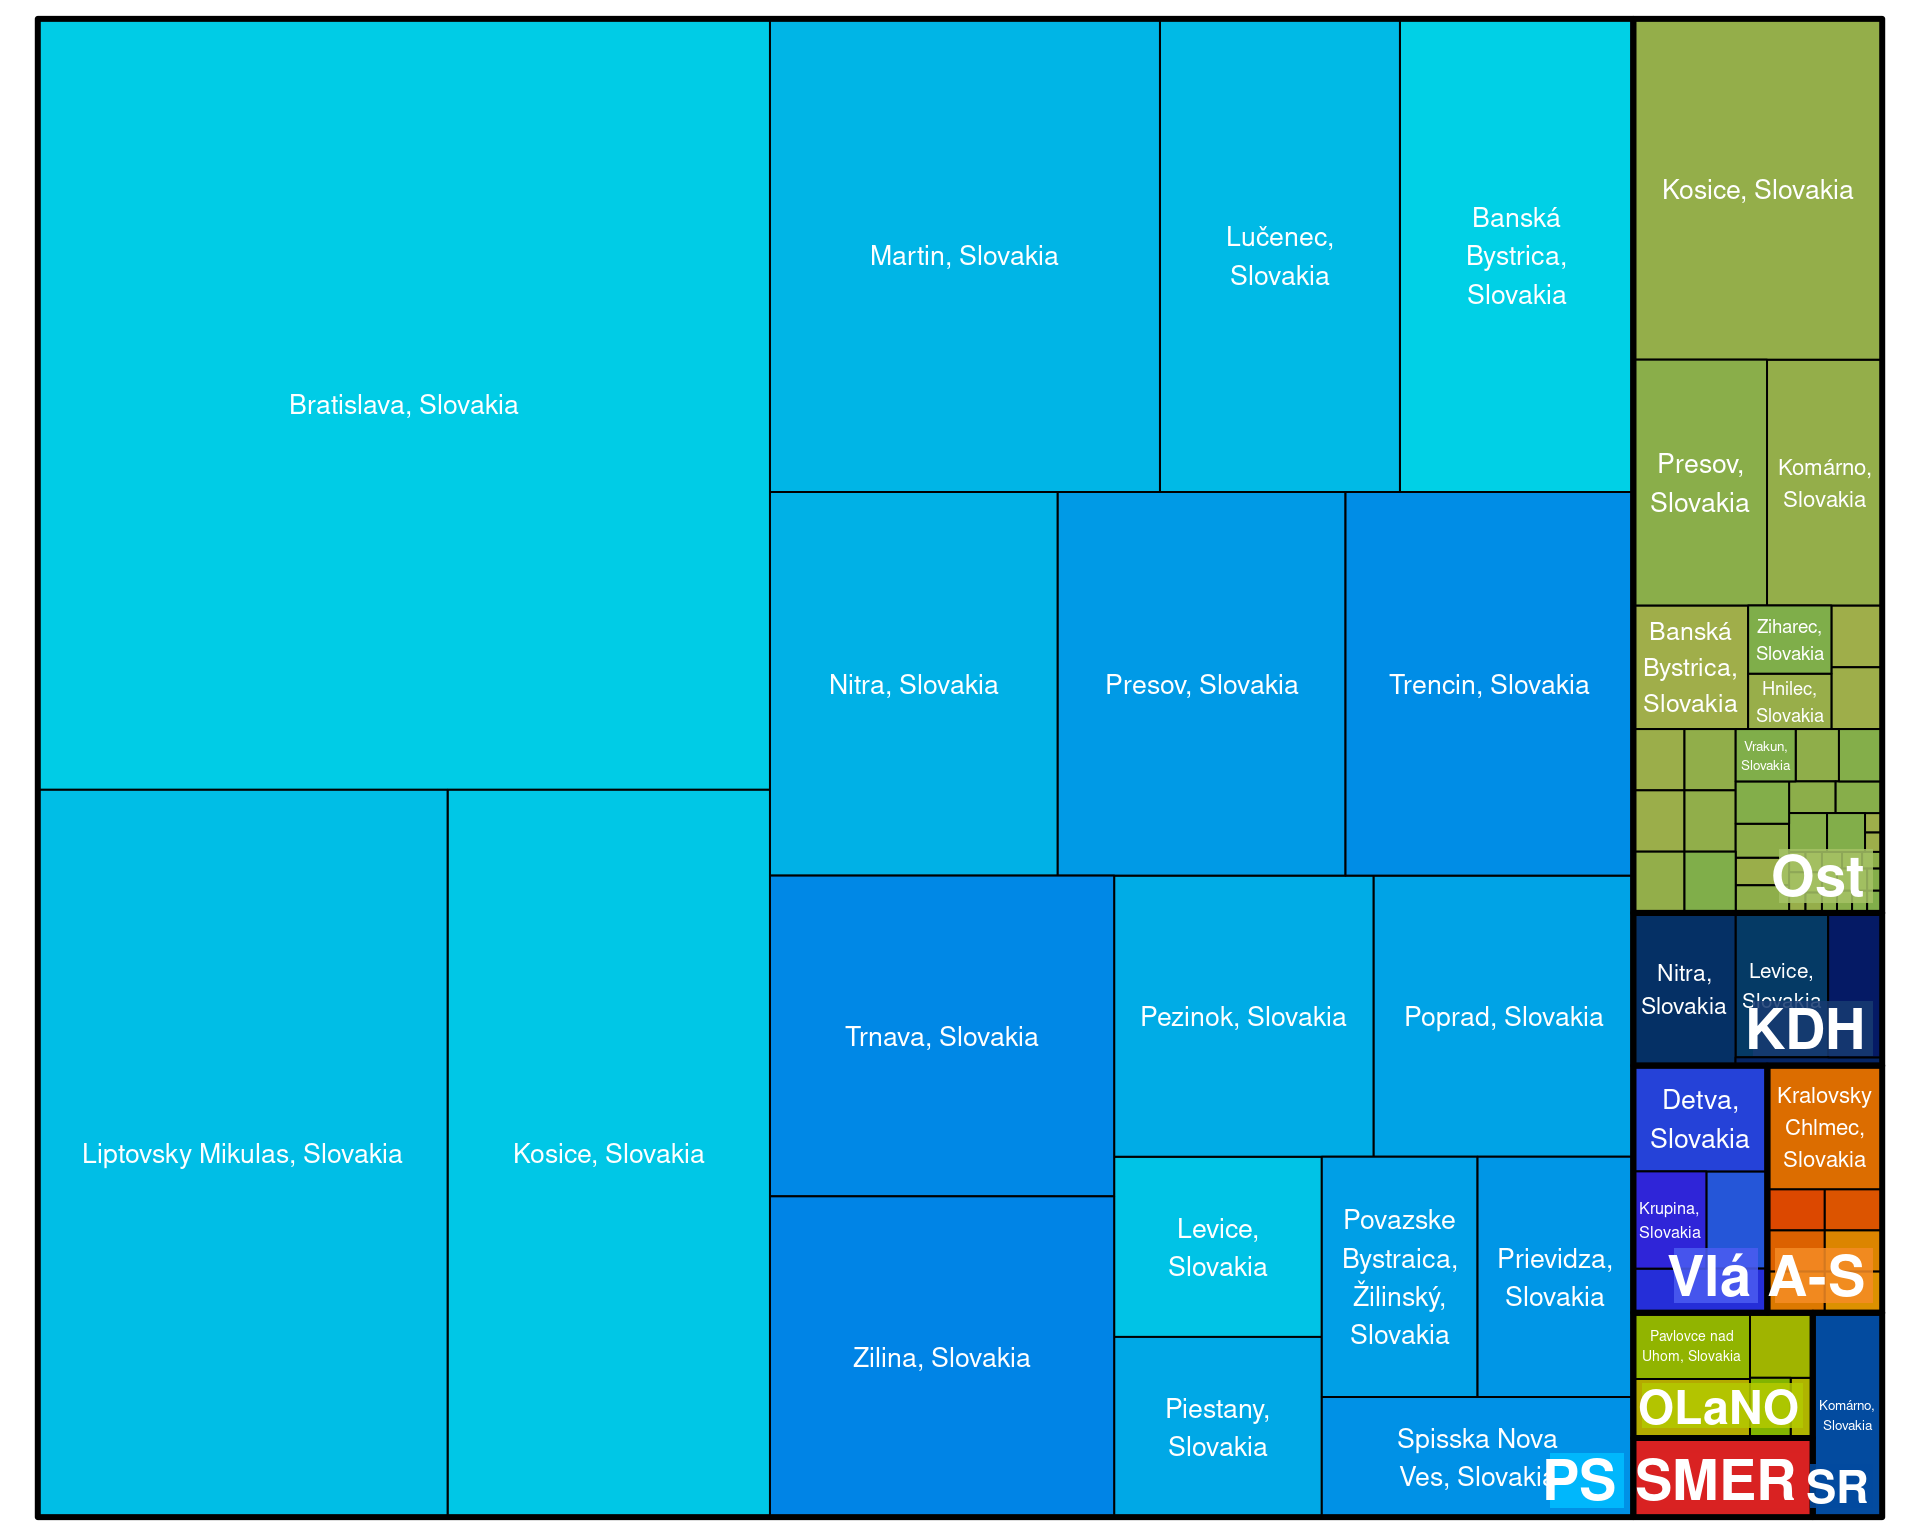 Bratislava, Slovakia
Liptovsky Mikulas, Slovakia
Kosice, Slovakia
Martin, Slovakia
Lučenec,
Slovakia
Banská
Bystrica,
Slovakia
Nitra, Slovakia
Presov, Slovakia
Trencin, Slovakia
Trnava, Slovakia
Zilina, Slovakia
Pezinok, Slovakia
Poprad, Slovakia
Levice,
Slovakia
Piestany,
Slovakia
Povazske
Bystraica,
Žilinský,
Slovakia
Prievidza,
Slovakia
Spisska Nova
Ves, Slovakia
PS
Kosice, Slovakia
Presov,
Slovakia
Komárno,
Slovakia
Banská
Bystrica,
Slovakia
Ziharec,
Slovakia
Hnilec,
Slovakia
Vrakun,
Slovakia
Ost
Nitra,
Slovakia
Levice,
Slovakia
KDH
Detva,
Slovakia
Krupina,
Slovakia
Vlá
Kralovsky
Chlmec,
Slovakia
A-S
Pavlovce nad
Uhom, Slovakia
OLaNO
SMER
Komárno,
Slovakia
SR